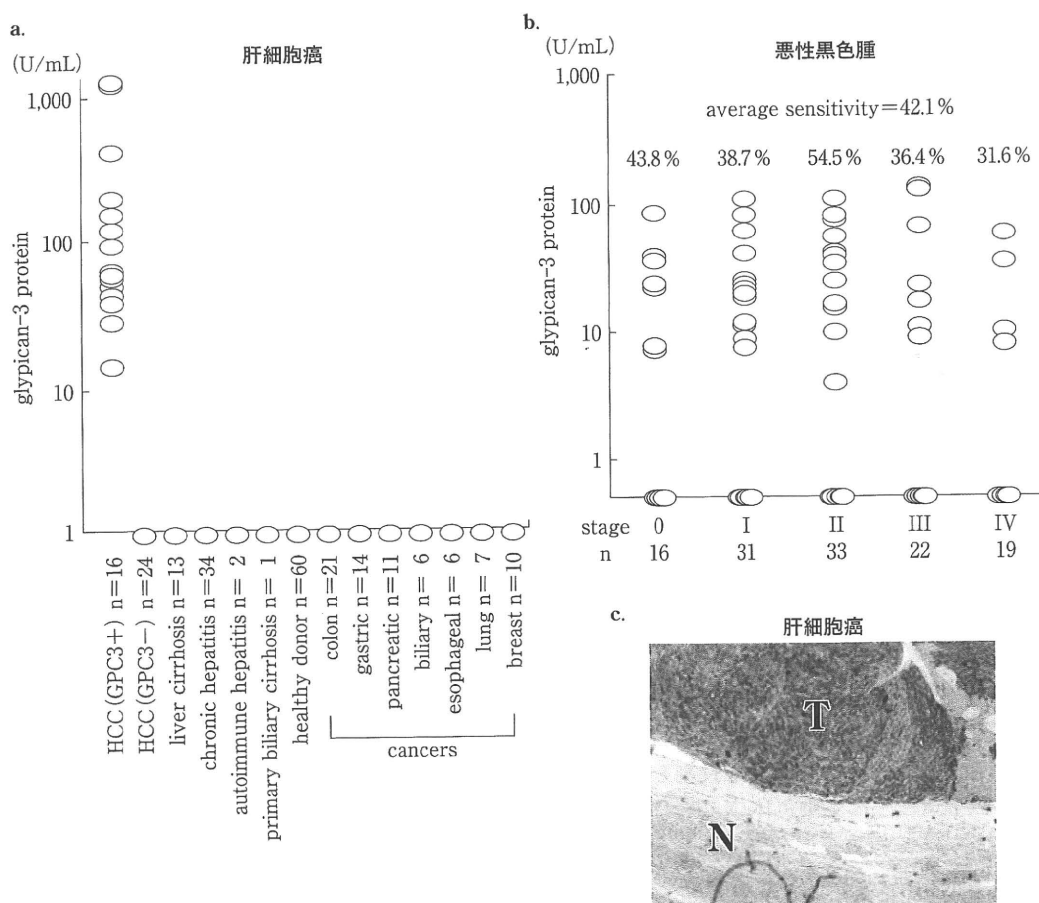 a.
肝細胞癌
(U/mL)
1,000
100
10
1
glypican-3 protein
HCC (GPC3+) n=16
HCC (GPC3−) n=24
liver cirrhosis n=13
chronic hepatitis n=34
autoimmune hepatitis n= 2
primary biliary cirrhosis n= 1
healthy donor n=60
colon n=21
gastric n=14
pancreatic n=11
biliary n= 6
esophageal n= 6
lung n= 7
breast n=10
cancers
b.
悪性黒色腫
(U/mL)
1,000
average sensitivity=42.1%
43.8% 38.7% 54.5% 36.4% 31.6%
100
10
1
glypican-3 protein
stage 0 I II III IV
n 16 31 33 22 19
c.
肝細胞癌
T
N